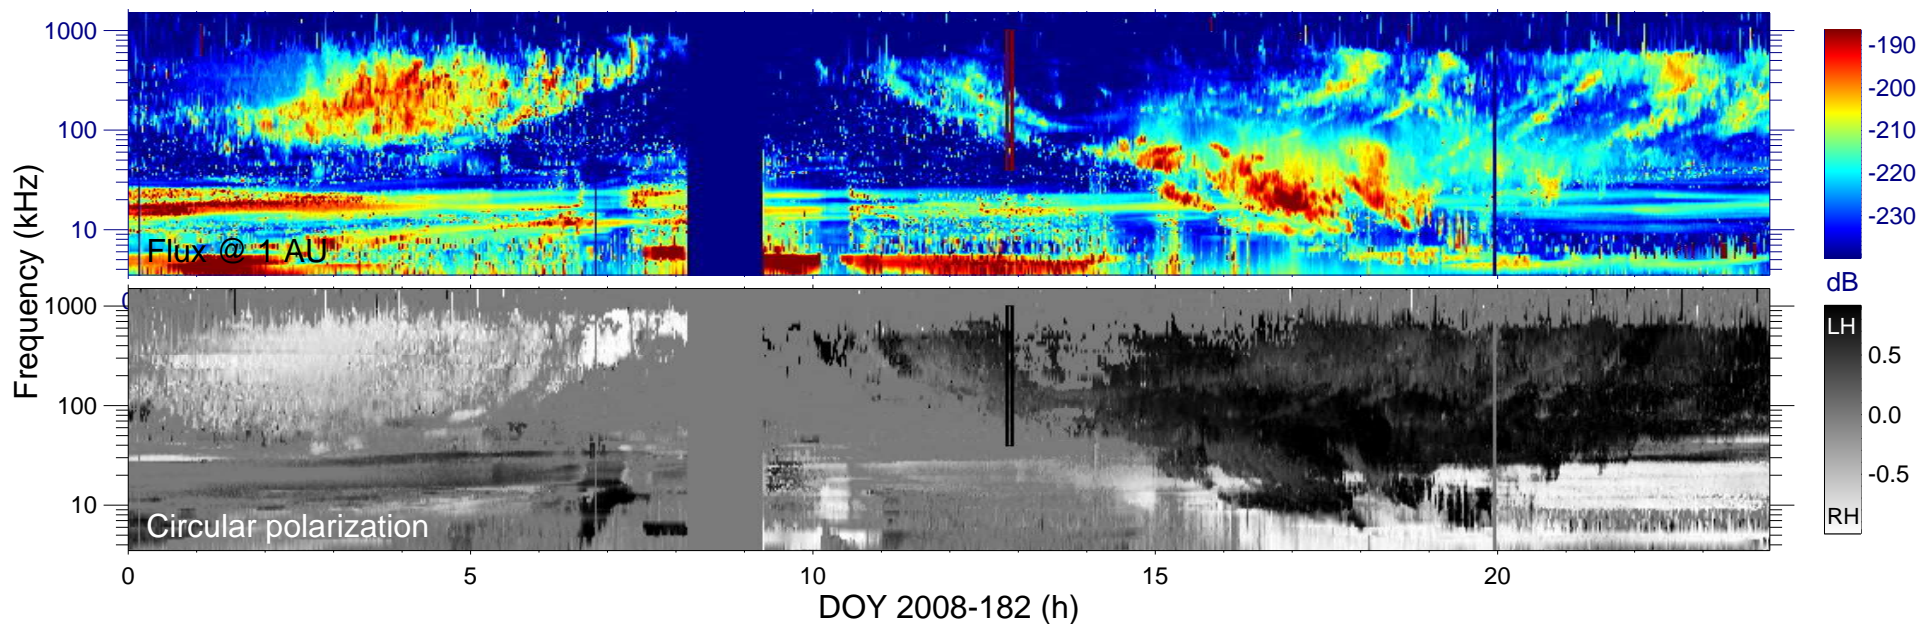 1000
100
10
Flux @ 1 AU
-190
-200
-210
-220
-230
dB
Frequency (kHz)
0
1000
100
10
Circular polarization
LH
0.5
0.0
-0.5
RH
0 5 10 15 20
DOY 2008-182 (h)